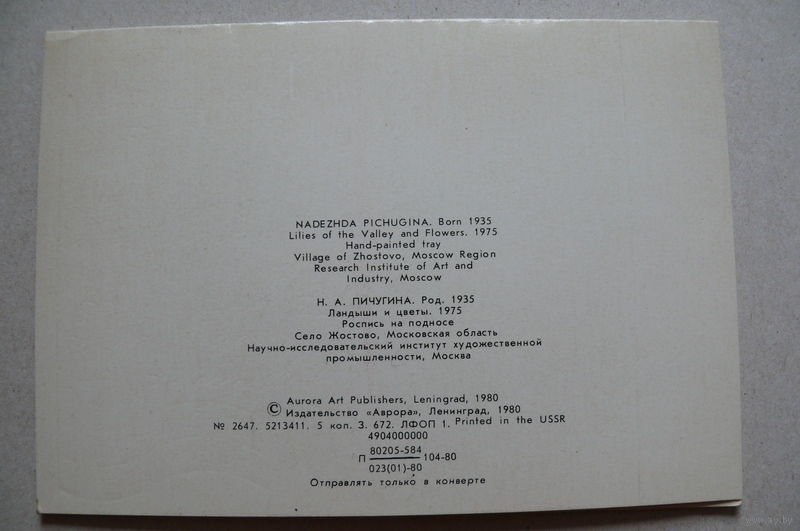 NADEZHDA PICHUGINA. Born 1935
Lilies of the Valley and Flowers. 1975
Hand-painted tray
Village of Zhostovo, Moscow Region
Research Institute of Art and
Industry, Moscow
Н. А. ПИЧУГИНА. Род. 1935
Ландыши и цветы. 1975
Роспись на подносе
Село Жостово, Московская область
Научно-исследовательский институт художественной
промышленности, Москва
© Aurora Art Publishers, Leningrad, 1980
Издательство «Аврора», Ленинград, 1980
№ 2647. 5213411. 5 коп. З. 672. ЛФОП 1. Printed in the USSR
4904000000
П 80205-584 104-80
023(01)-80
Отправлять только в конверте